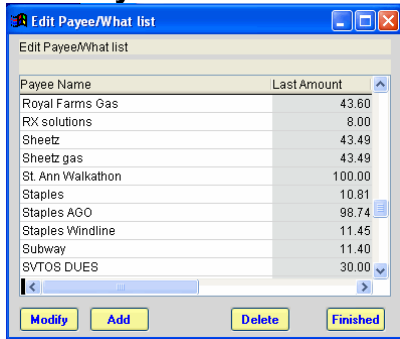 Edit Payee/What list
Edit Payee/What list
Payee Name Last Amount
Royal Farms Gas 43.60
RX solutions 8.00
Sheetz 43.49
Sheetz gas 43.49
St. Ann Walkathon 100.00
Staples 10.81
Staples AGO 98.74
Staples Windline 11.45
Subway 11.40
SVTOS DUES 30.00
Modify Add Delete Finished